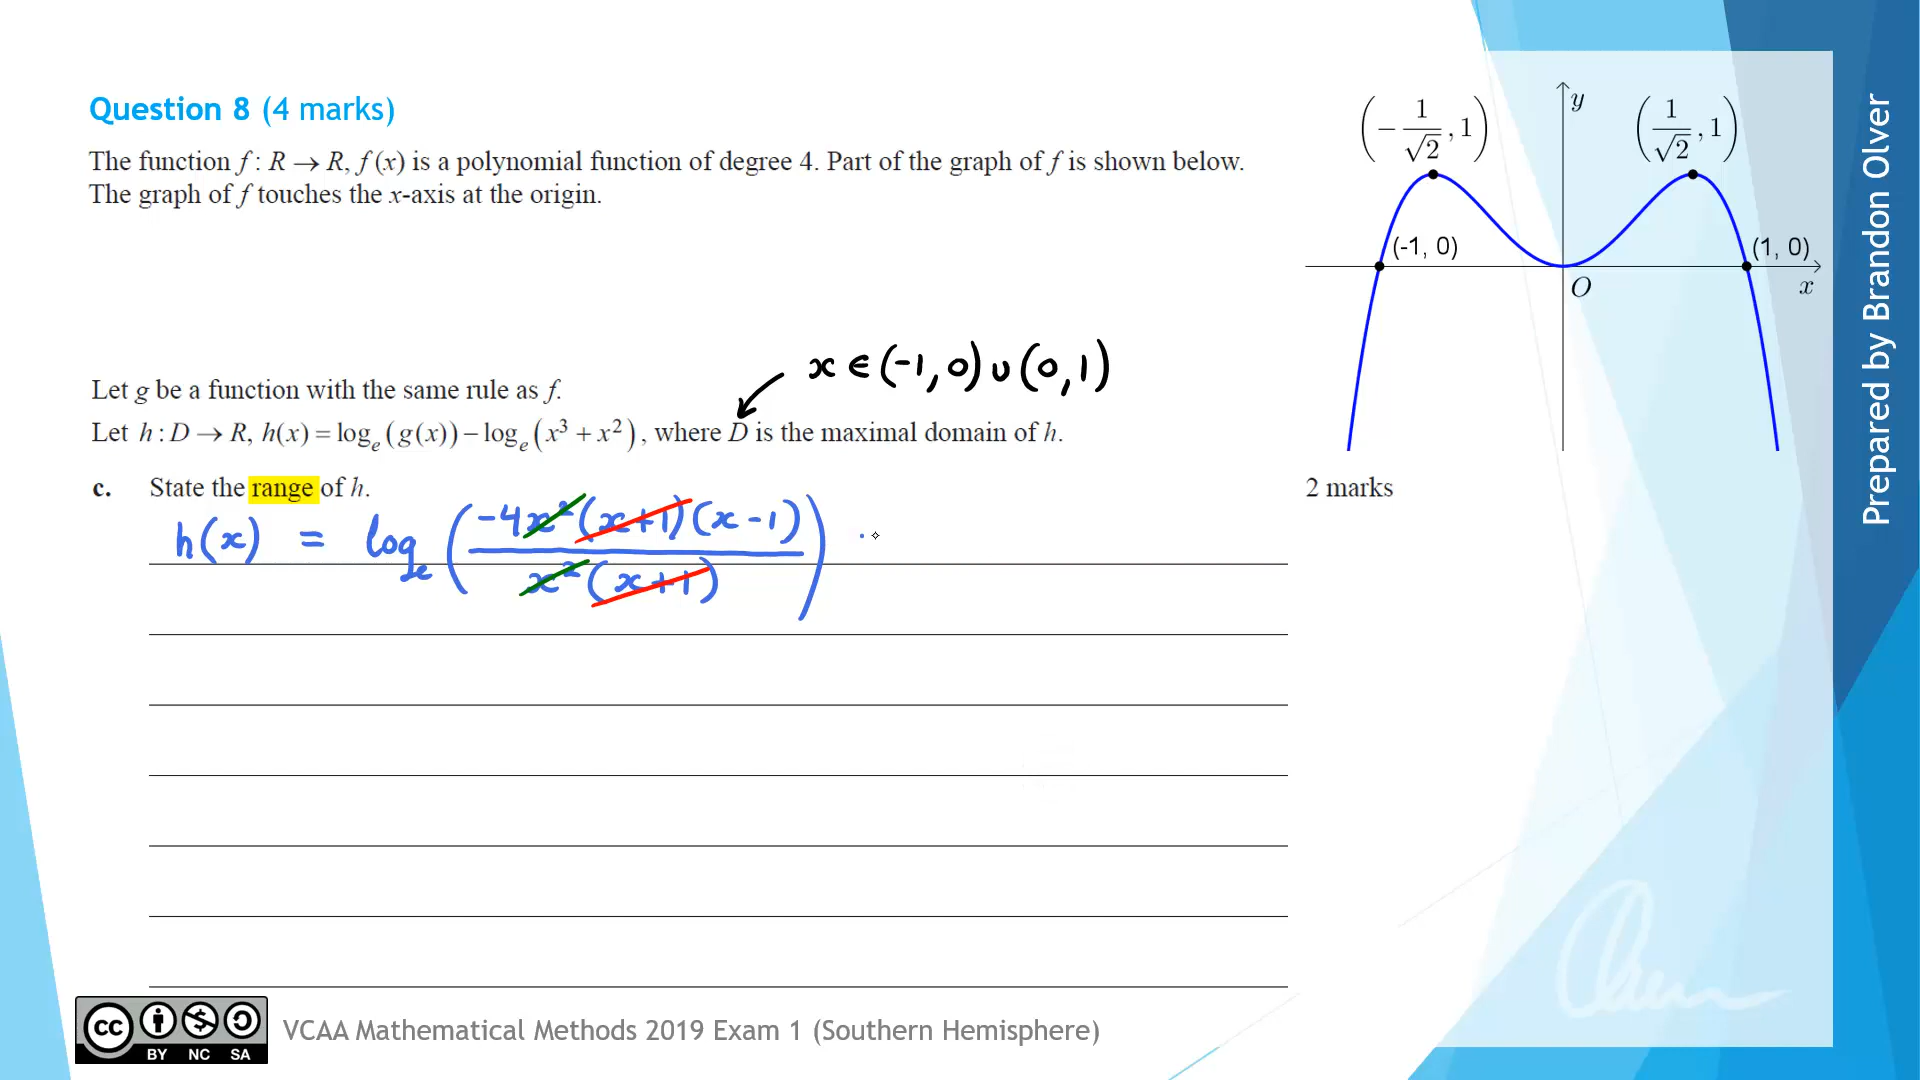 Question 8 (4 marks)
The function f : R → R, f (x) is a polynomial function of degree 4. Part of the graph of f is shown below.
The graph of f touches the x-axis at the origin.
(-1/√2, 1)
(1/√2, 1)
y
(-1, 0)
(1, 0)
O
x
x ∈ (-1, 0) ∪ (0, 1)
Let g be a function with the same rule as f.
Let h : D → R, h(x) = logₑ (g(x)) − logₑ (x³ + x²), where D is the maximal domain of h.
c. State the range of h.
2 marks
h(x) = logₑ (-4x²(x+1)(x-1) / x²(x+1))
BY NC SA
cc
VCAA Mathematical Methods 2019 Exam 1 (Southern Hemisphere)
Prepared by Brandon Olver